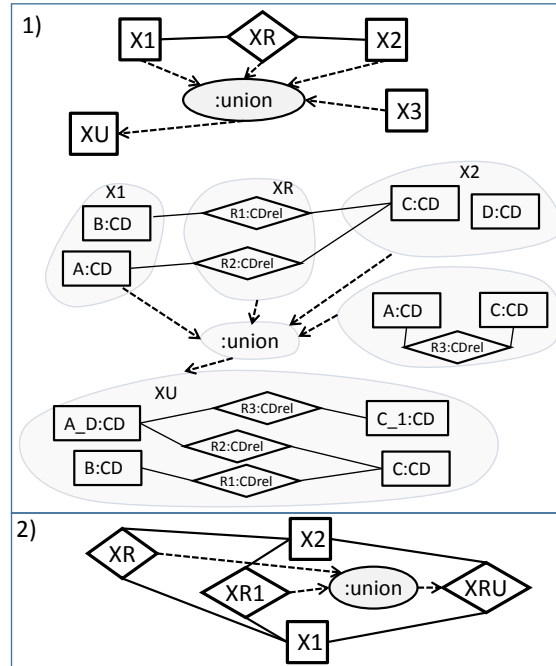 1)
X1
XR
X2
:union
X3
XU
X1
XR
X2
B:CD
R1:CDrel
C:CD
D:CD
A:CD
R2:CDrel
A:CD
C:CD
R3:CDrel
:union
XU
A_D:CD
R3:CDrel
C_1:CD
R2:CDrel
B:CD
R1:CDrel
C:CD
2)
X2
XR
XR1
:union
XRU
X1